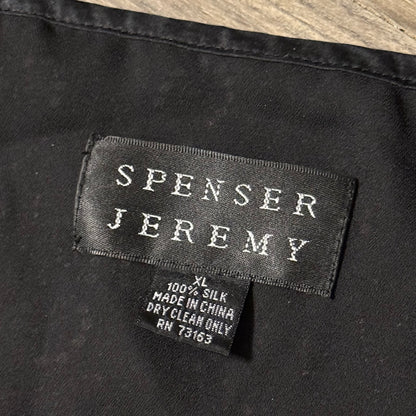 SPENSER
JEREMY
XL
100% SILK
MADE IN CHINA
DRY CLEAN ONLY
RN 73163